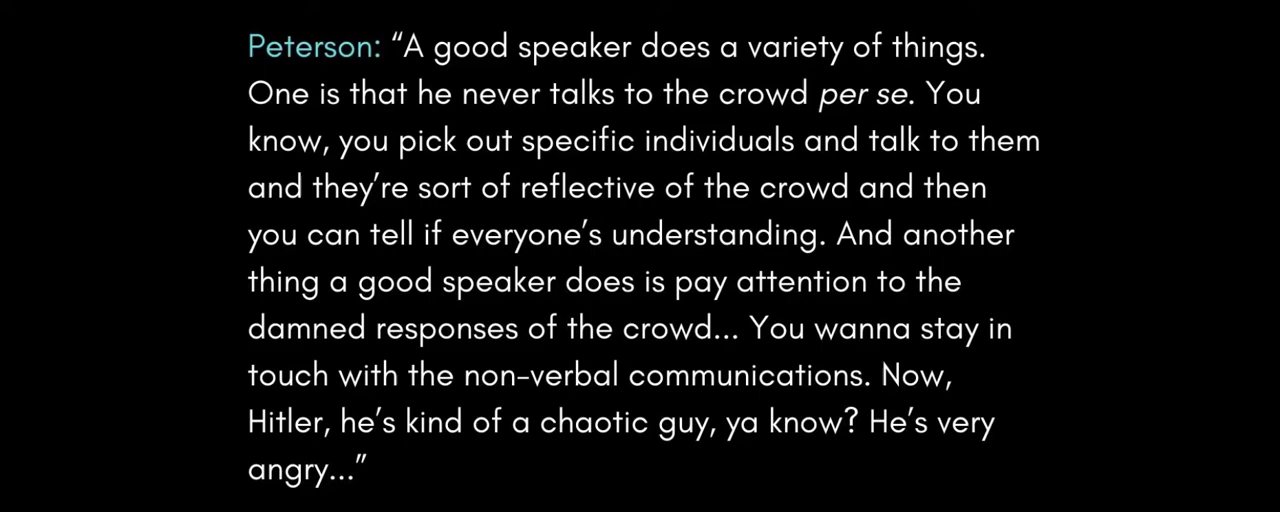 Peterson: “A good speaker does a variety of things.
One is that he never talks to the crowd per se. You
know, you pick out specific individuals and talk to them
and they’re sort of reflective of the crowd and then
you can tell if everyone’s understanding. And another
thing a good speaker does is pay attention to the
damned responses of the crowd... You wanna stay in
touch with the non-verbal communications. Now,
Hitler, he’s kind of a chaotic guy, ya know? He’s very
angry...”